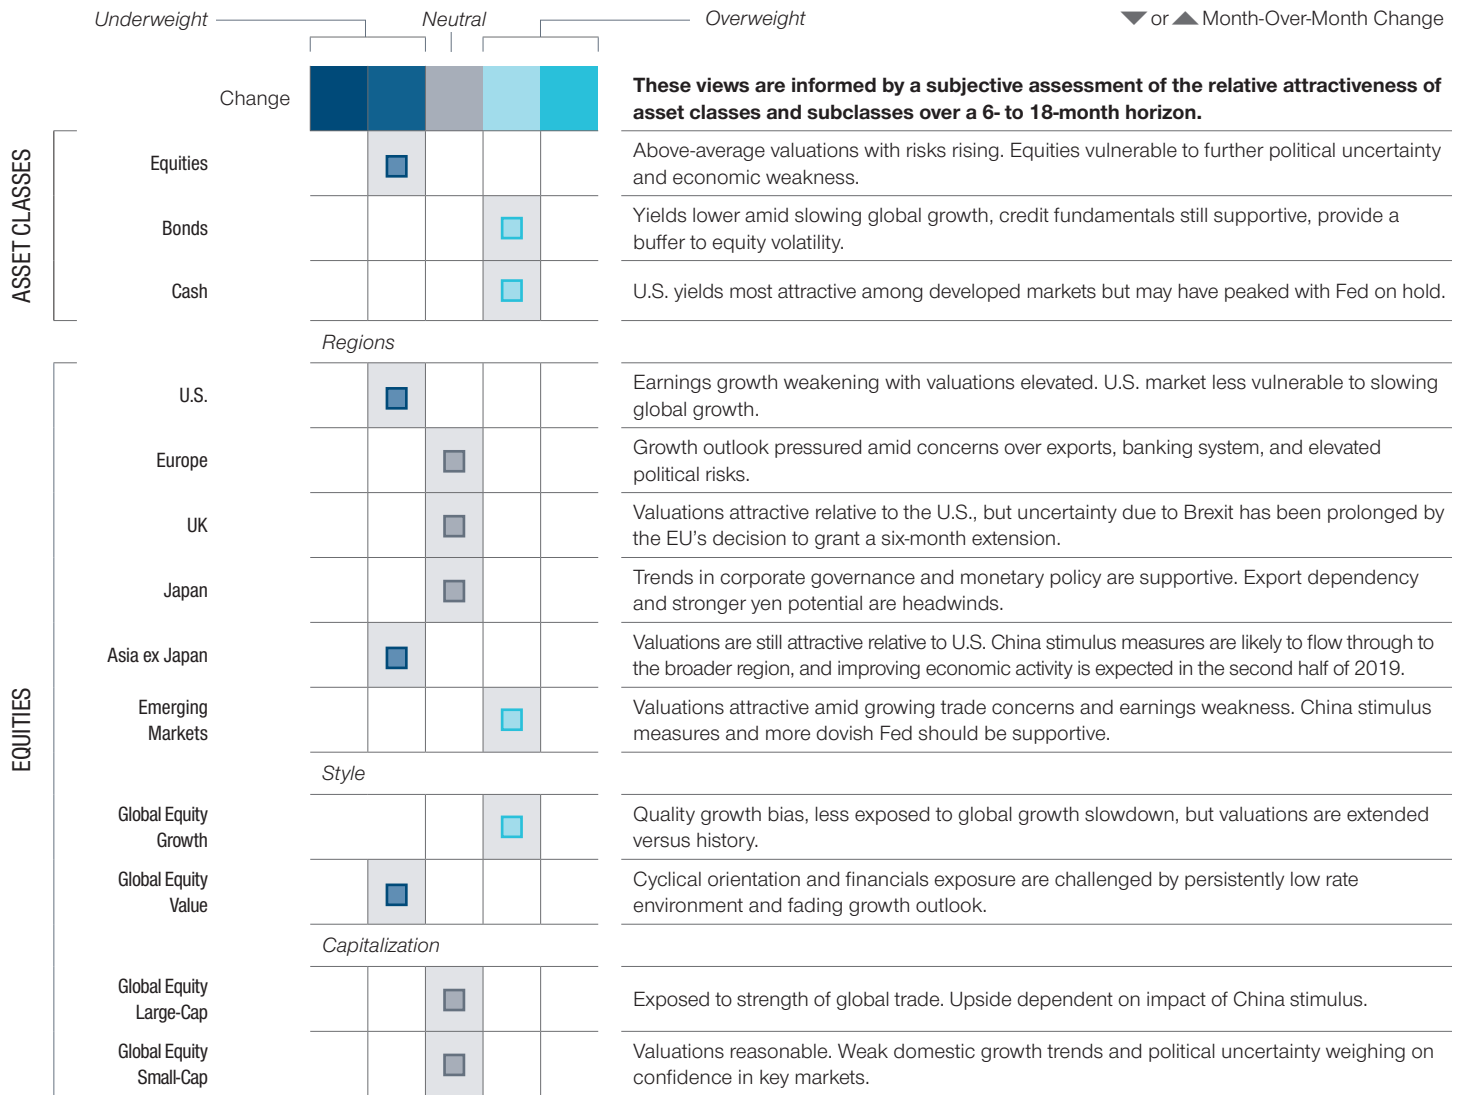 Underweight
Neutral
Overweight
▼ or ▲ Month-Over-Month Change
Change
These views are informed by a subjective assessment of the relative attractiveness of
asset classes and subclasses over a 6- to 18-month horizon.
ASSET CLASSES
Equities
Above-average valuations with risks rising. Equities vulnerable to further political uncertainty
and economic weakness.
Bonds
Yields lower amid slowing global growth, credit fundamentals still supportive, provide a
buffer to equity volatility.
Cash
U.S. yields most attractive among developed markets but may have peaked with Fed on hold.
EQUITIES
Regions
U.S.
Earnings growth weakening with valuations elevated. U.S. market less vulnerable to slowing
global growth.
Europe
Growth outlook pressured amid concerns over exports, banking system, and elevated
political risks.
UK
Valuations attractive relative to the U.S., but uncertainty due to Brexit has been prolonged by
the EU's decision to grant a six-month extension.
Japan
Trends in corporate governance and monetary policy are supportive. Export dependency
and stronger yen potential are headwinds.
Asia ex Japan
Valuations are still attractive relative to U.S. China stimulus measures are likely to flow through to
the broader region, and improving economic activity is expected in the second half of 2019.
Emerging
Markets
Valuations attractive amid growing trade concerns and earnings weakness. China stimulus
measures and more dovish Fed should be supportive.
Style
Global Equity
Growth
Quality growth bias, less exposed to global growth slowdown, but valuations are extended
versus history.
Global Equity
Value
Cyclical orientation and financials exposure are challenged by persistently low rate
environment and fading growth outlook.
Capitalization
Global Equity
Large-Cap
Exposed to strength of global trade. Upside dependent on impact of China stimulus.
Global Equity
Small-Cap
Valuations reasonable. Weak domestic growth trends and political uncertainty weighing on
confidence in key markets.